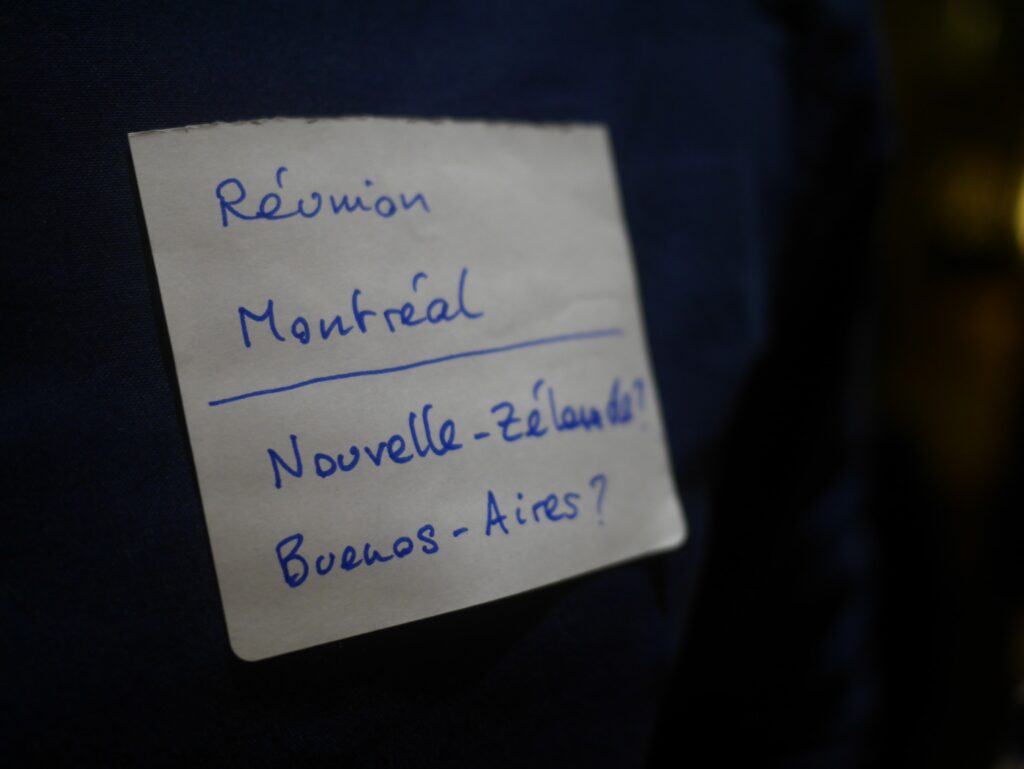 Réunion
Montréal
Nouvelle-Zélande?
Buenos-Aires?